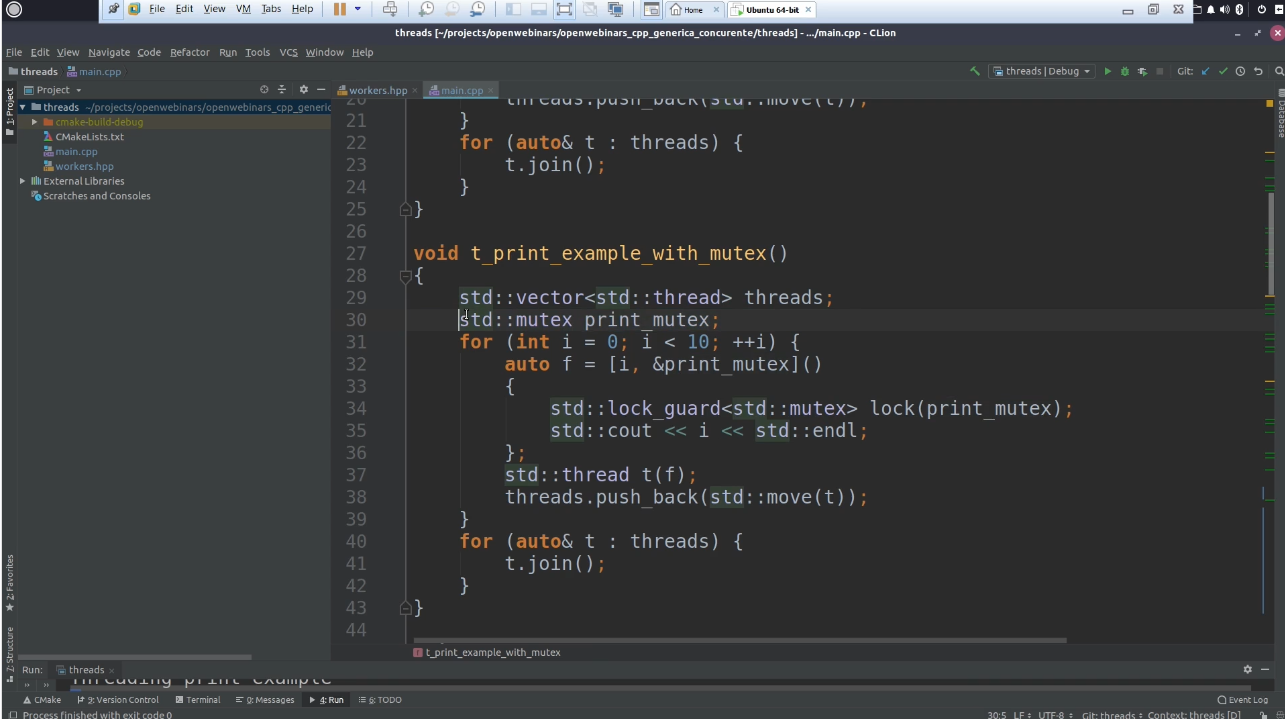 File Edit View VM Tabs Help Home Ubuntu 64-bit
threads [~/projects/openwebinars/openwebinars_cpp_generica_concurente/threads] - .../main.cpp - CLion
File Edit View Navigate Code Refactor Run Tools VCS Window Help
threads main.cpp threads | Debug Git:
1: Project Project workers.hpp main.cpp
threads ~/projects/openwebinars/openwebinars_cpp_generic
cmake-build-debug
CMakeLists.txt
main.cpp
workers.hpp
External Libraries
Scratches and Consoles
Database
20 threads.push_back(std::move(t));
21 }
22 for (auto& t : threads) {
23 t.join();
24 }
25 }
26
27 void t_print_example_with_mutex()
28 {
29 std::vector<std::thread> threads;
30 std::mutex print_mutex;
31 for (int i = 0; i < 10; ++i) {
32 auto f = [i, &print_mutex]()
33 {
34 std::lock_guard<std::mutex> lock(print_mutex);
35 std::cout << i << std::endl;
36 };
37 std::thread t(f);
38 threads.push_back(std::move(t));
39 }
40 for (auto& t : threads) {
41 t.join();
42 }
43 }
44
2: Favorites
7: Structure
t_print_example_with_mutex
Run: threads
Threading print example
CMake 9: Version Control Terminal 0: Messages 4: Run 6: TODO Event Log
Process finished with exit code 0 30:5 LF UTF-8 Git: threads Context: threads [D]